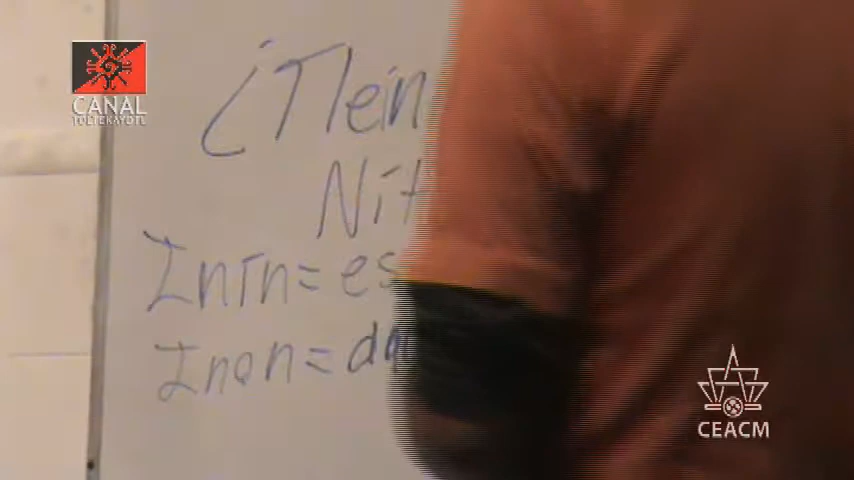 CANAL
TOLTEKAYOTL
¿Tlein
Nit
Inin= es
Inon=
CEACM